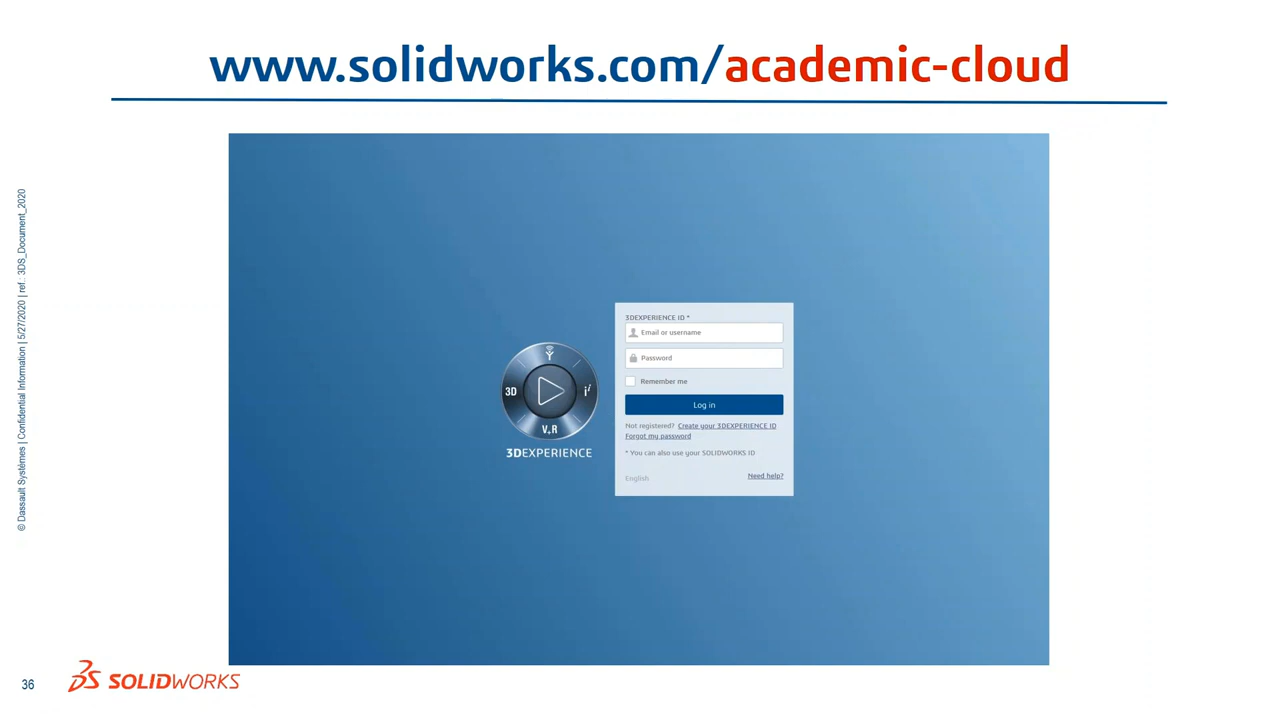 www.solidworks.com/academic-cloud
© Dassault Systèmes | Confidential Information | 5/27/2020 | ref.: 3DS_Document_2020
3DEXPERIENCE ID *
Email or username
Password
Remember me
Log in
Not registered? Create your 3DEXPERIENCE ID
Forgot my password
* You can also use your SOLIDWORKS ID
Need help?
English
3D
i²
V+R
3DEXPERIENCE
36
3DS SOLIDWORKS